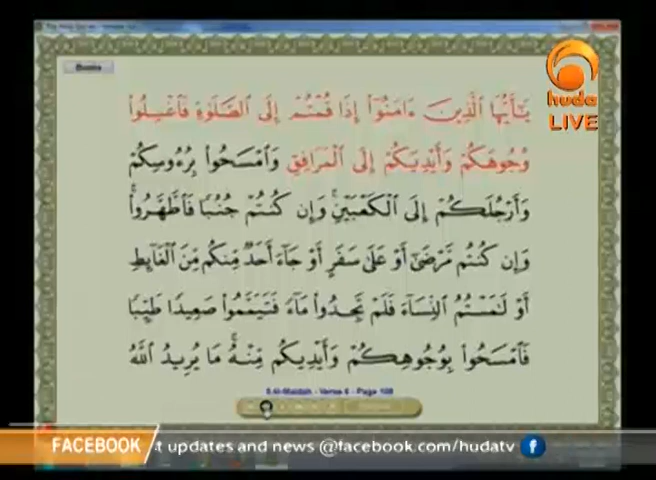 Books
huda
LIVE
يَـٰٓأَيُّهَا ٱلَّذِينَ ءَامَنُوٓا۟ إِذَا قُمْتُمْ إِلَى ٱلصَّلَوٰةِ فَٱغْسِلُوا۟
وُجُوهَكُمْ وَأَيْدِيَكُمْ إِلَى ٱلْمَرَافِقِ وَٱمْسَحُوا۟ بِرُءُوسِكُمْ
وَأَرْجُلَكُمْ إِلَى ٱلْكَعْبَيْنِ ۚ وَإِن كُنتُمْ جُنُبًا فَٱطَّهَّرُوا۟ ۚ
وَإِن كُنتُم مَّرْضَىٰٓ أَوْ عَلَىٰ سَفَرٍ أَوْ جَآءَ أَحَدٌ مِّنكُم مِّنَ ٱلْغَآئِطِ
أَوْ لَـٰمَسْتُمُ ٱلنِّسَآءَ فَلَمْ تَجِدُوا۟ مَآءً فَتَيَمَّمُوا۟ صَعِيدًا طَيِّبًا
فَٱمْسَحُوا۟ بِوُجُوهِكُمْ وَأَيْدِيكُم مِّنْهُ ۚ مَا يُرِيدُ ٱللَّهُ
5 Al-Maidah - Verse 6 - Page 108
FACEBOOK
t updates and news @facebook.com/hudatv f